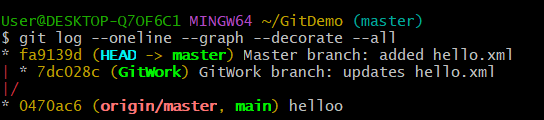 User@DESKTOP-Q7OF6C1 MINGW64 ~/GitDemo (master)
$ git log --oneline --graph --decorate --all
* fa9139d (HEAD -> master) Master branch: added hello.xml
| * 7dc028c (GitWork) GitWork branch: updates hello.xml
|/
* 0470ac6 (origin/master, main) helloo